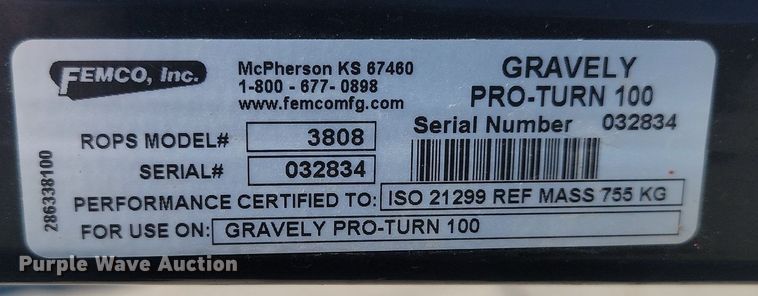 FEMCO, Inc.
McPherson KS 67460
1-800 - 677- 0898
www.femcomfg.com
GRAVELY
PRO-TURN 100
Serial Number 032834
ROPS MODEL# 3808
SERIAL# 032834
PERFORMANCE CERTIFIED TO: ISO 21299 REF MASS 755 KG
FOR USE ON: GRAVELY PRO-TURN 100
286338100
Purple Wave Auction